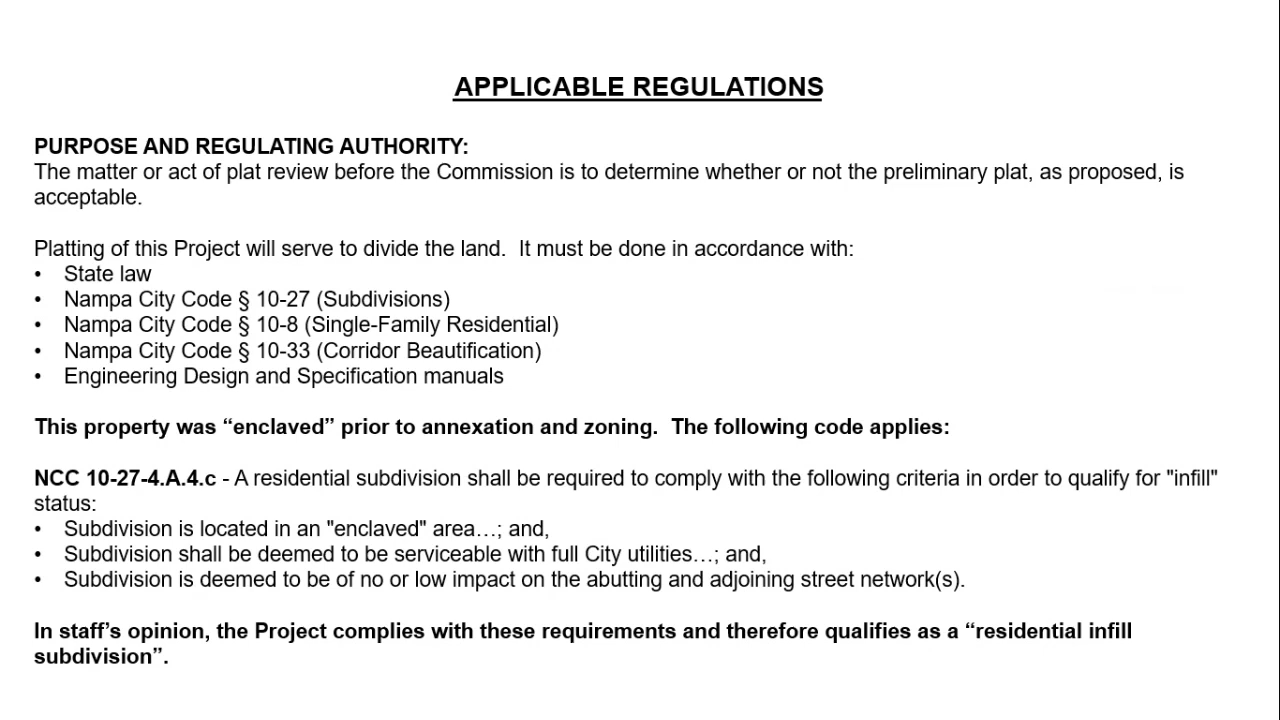 APPLICABLE REGULATIONS
PURPOSE AND REGULATING AUTHORITY:
The matter or act of plat review before the Commission is to determine whether or not the preliminary plat, as proposed, is
acceptable.
Platting of this Project will serve to divide the land.  It must be done in accordance with:
• State law
• Nampa City Code § 10-27 (Subdivisions)
• Nampa City Code § 10-8 (Single-Family Residential)
• Nampa City Code § 10-33 (Corridor Beautification)
• Engineering Design and Specification manuals
This property was “enclaved” prior to annexation and zoning.  The following code applies:
NCC 10-27-4.A.4.c - A residential subdivision shall be required to comply with the following criteria in order to qualify for "infill"
status:
• Subdivision is located in an "enclaved" area…; and,
• Subdivision shall be deemed to be serviceable with full City utilities…; and,
• Subdivision is deemed to be of no or low impact on the abutting and adjoining street network(s).
In staff’s opinion, the Project complies with these requirements and therefore qualifies as a “residential infill
subdivision”.